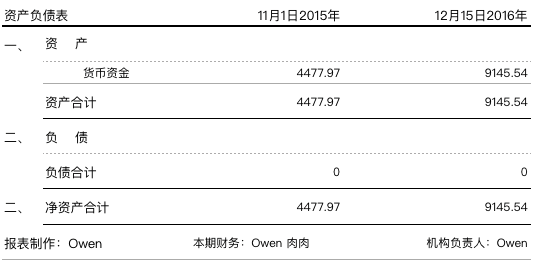 资产负债表 11月1日2015年 12月15日2016年
一、 资 产
货币资金 4477.97 9145.54
资产合计 4477.97 9145.54
二、 负 债
负债合计 0 0
二、 净资产合计 4477.97 9145.54
报表制作：Owen 本期财务：Owen 肉肉 机构负责人：Owen